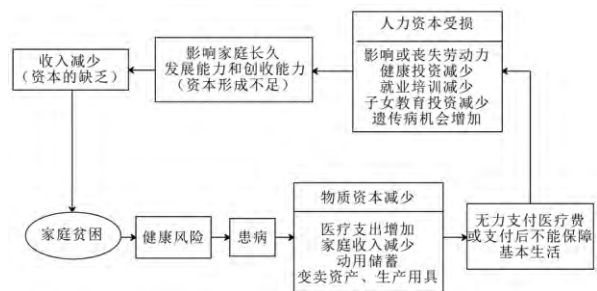 人力资本受损
影响或丧失劳动力
健康投资减少
就业培训减少
子女教育投资减少
遗传病机会增加
影响家庭长久
发展能力和创收能力
（资本形成不足）
收入减少
（资本的缺乏）
家庭贫困
健康风险
患病
物质资本减少
医疗支出增加
家庭收入减少
动用储蓄
变卖资产、生产用具
无力支付医疗费
或支付后不能保障
基本生活